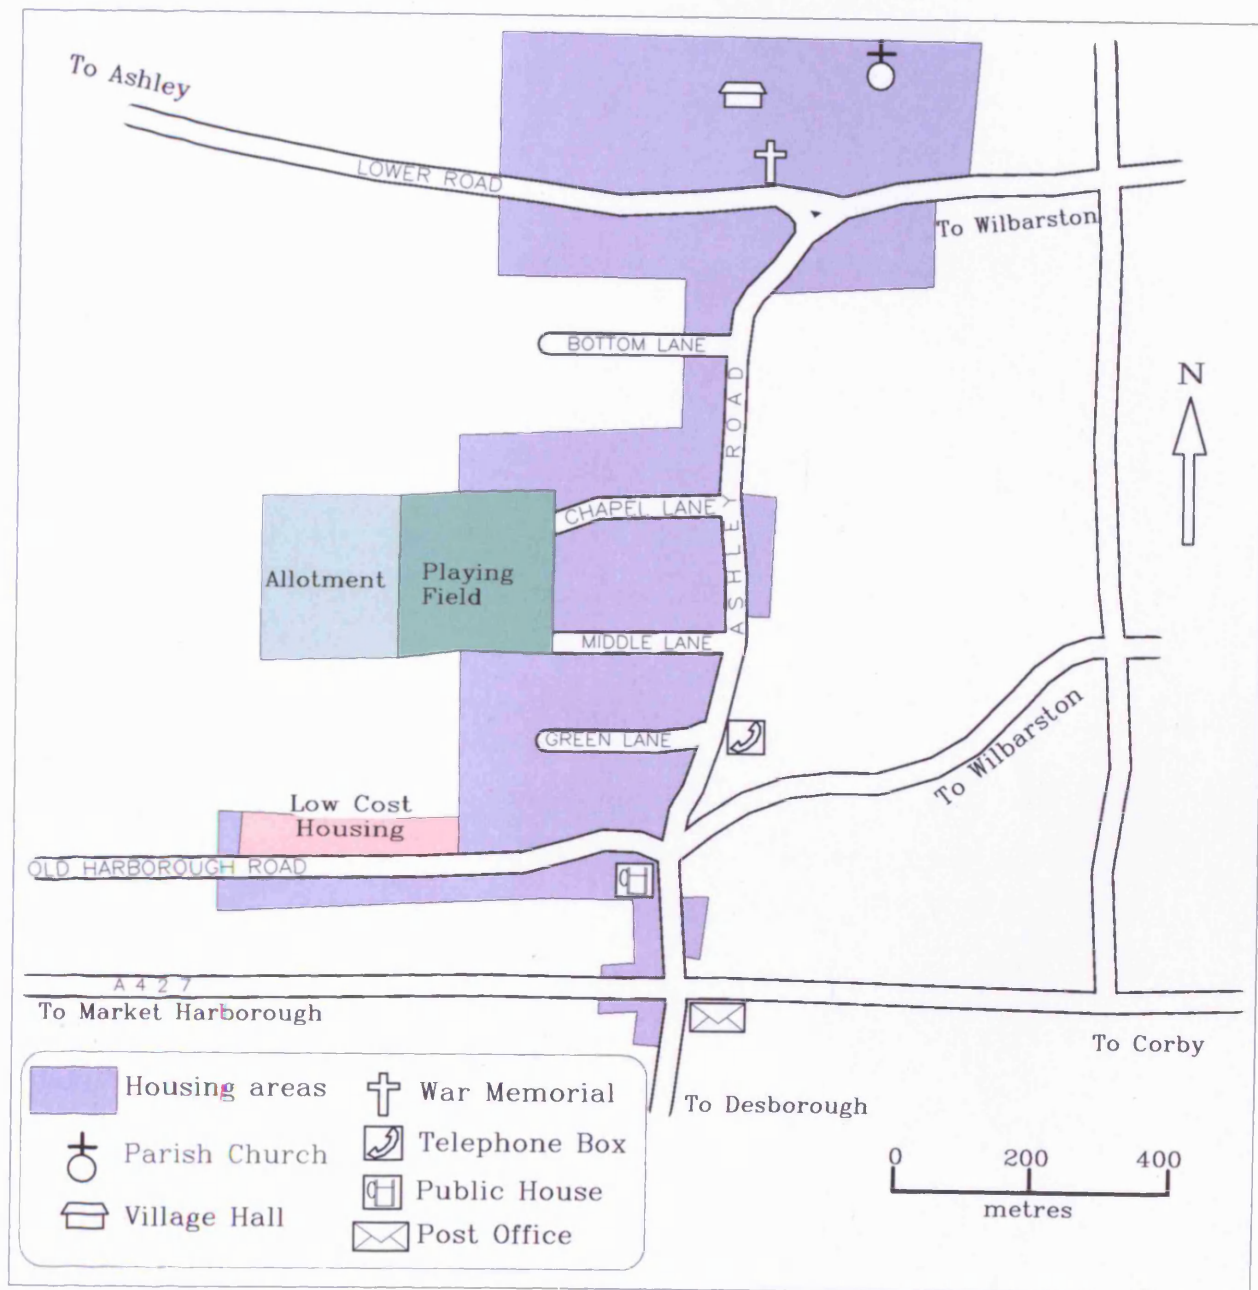 To Ashley
LOWER ROAD
To Wilbarston
N
BOTTOM LANE
ASHLEY ROAD
CHAPEL LANE
Allotment
Playing
Field
MIDDLE LANE
GREEN LANE
To Wilbarston
Low Cost
Housing
OLD HARBOROUGH ROAD
A 4 2 7
To Market Harborough
To Corby
To Desborough
Housing areas
Parish Church
Village Hall
War Memorial
Telephone Box
Public House
Post Office
0 200 400
metres